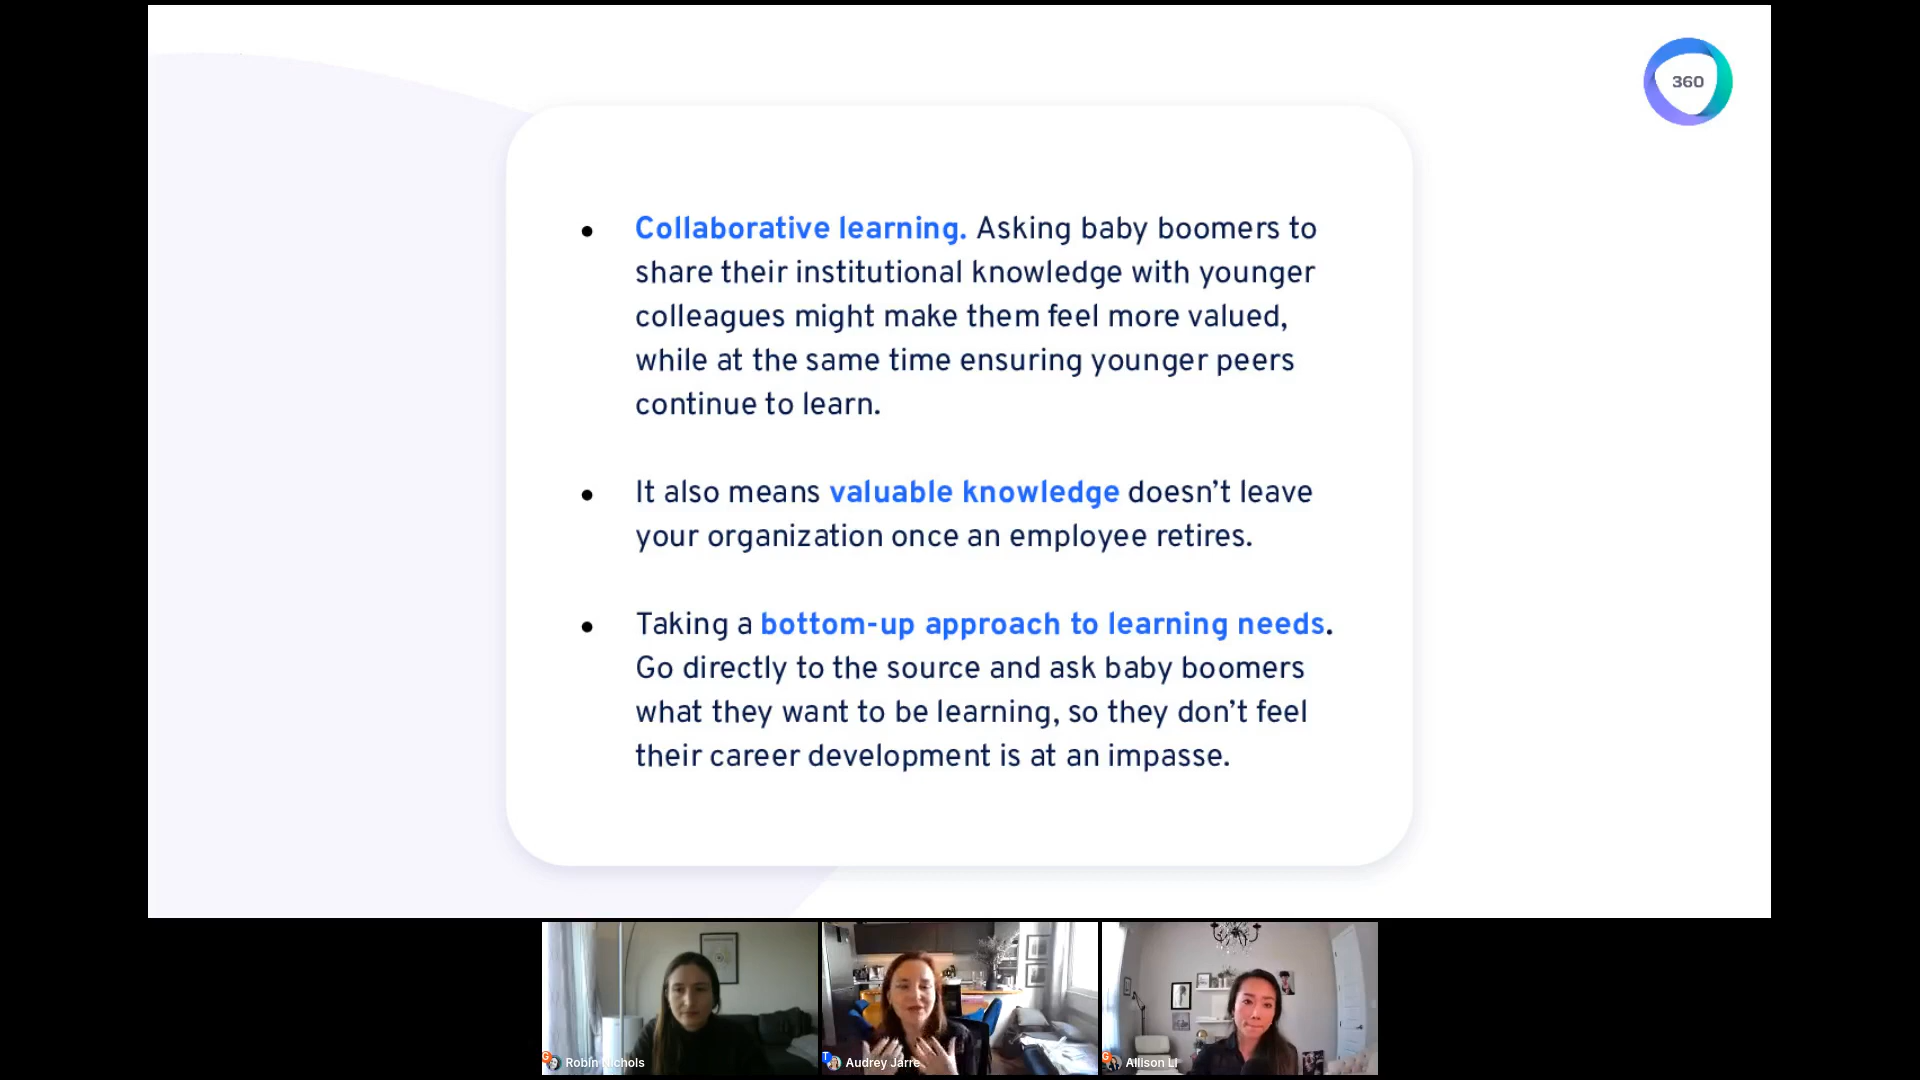 360
• Collaborative learning. Asking baby boomers to
share their institutional knowledge with younger
colleagues might make them feel more valued,
while at the same time ensuring younger peers
continue to learn.
• It also means valuable knowledge doesn’t leave
your organization once an employee retires.
• Taking a bottom-up approach to learning needs.
Go directly to the source and ask baby boomers
what they want to be learning, so they don’t feel
their career development is at an impasse.
Robin Nichols
Audrey Jarre
Allison Li